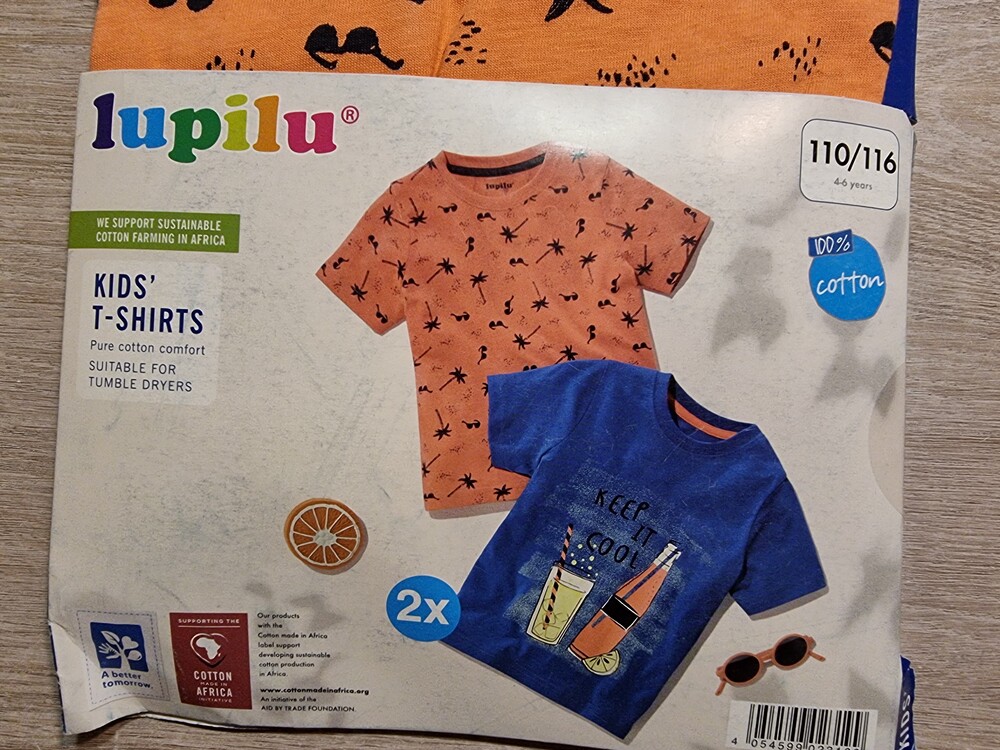 lupilu®
110/116
4-6 years
lupilu
WE SUPPORT SUSTAINABLE
COTTON FARMING IN AFRICA
100%
cotton
KIDS'
T-SHIRTS
Pure cotton comfort
SUITABLE FOR
TUMBLE DRYERS
KEEP
IT
COOL
2x
A better
tomorrow.
SUPPORTING THE
COTTON
MADE IN
AFRICA
INITIATIVE
Our products
with the
Cotton made in Africa
label support
developing sustainable
cotton production
in Africa.
www.cottonmadeinafrica.org
An initiative of the
AID BY TRADE FOUNDATION.
KIDS'